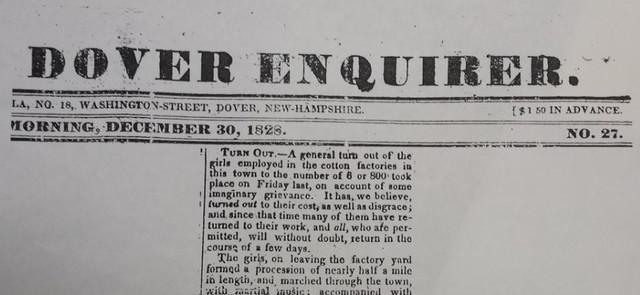 DOVER ENQUIRER.
LA, NO. 18, WASHINGTON-STREET, DOVER, NEW-HAMPSHIRE. [$1 50 IN ADVANCE.
MORNING, DECEMBER 30, 1828. NO. 27.
TURN OUT.—A general turn out of the
girls employed in the cotton factories in
this town to the number of 6 or 800 took
place on Friday last, on account of some
imaginary grievance. It has, we believe,
turned out to their cost, as well as disgrace;
and since that time many of them have re-
turned to their work, and all, who are per-
mitted, will without doubt, return in the
course of a few days.
The girls, on leaving the factory yard
formed a procession of nearly half a mile
in length, and marched through the town,
with martial music; accompanied with